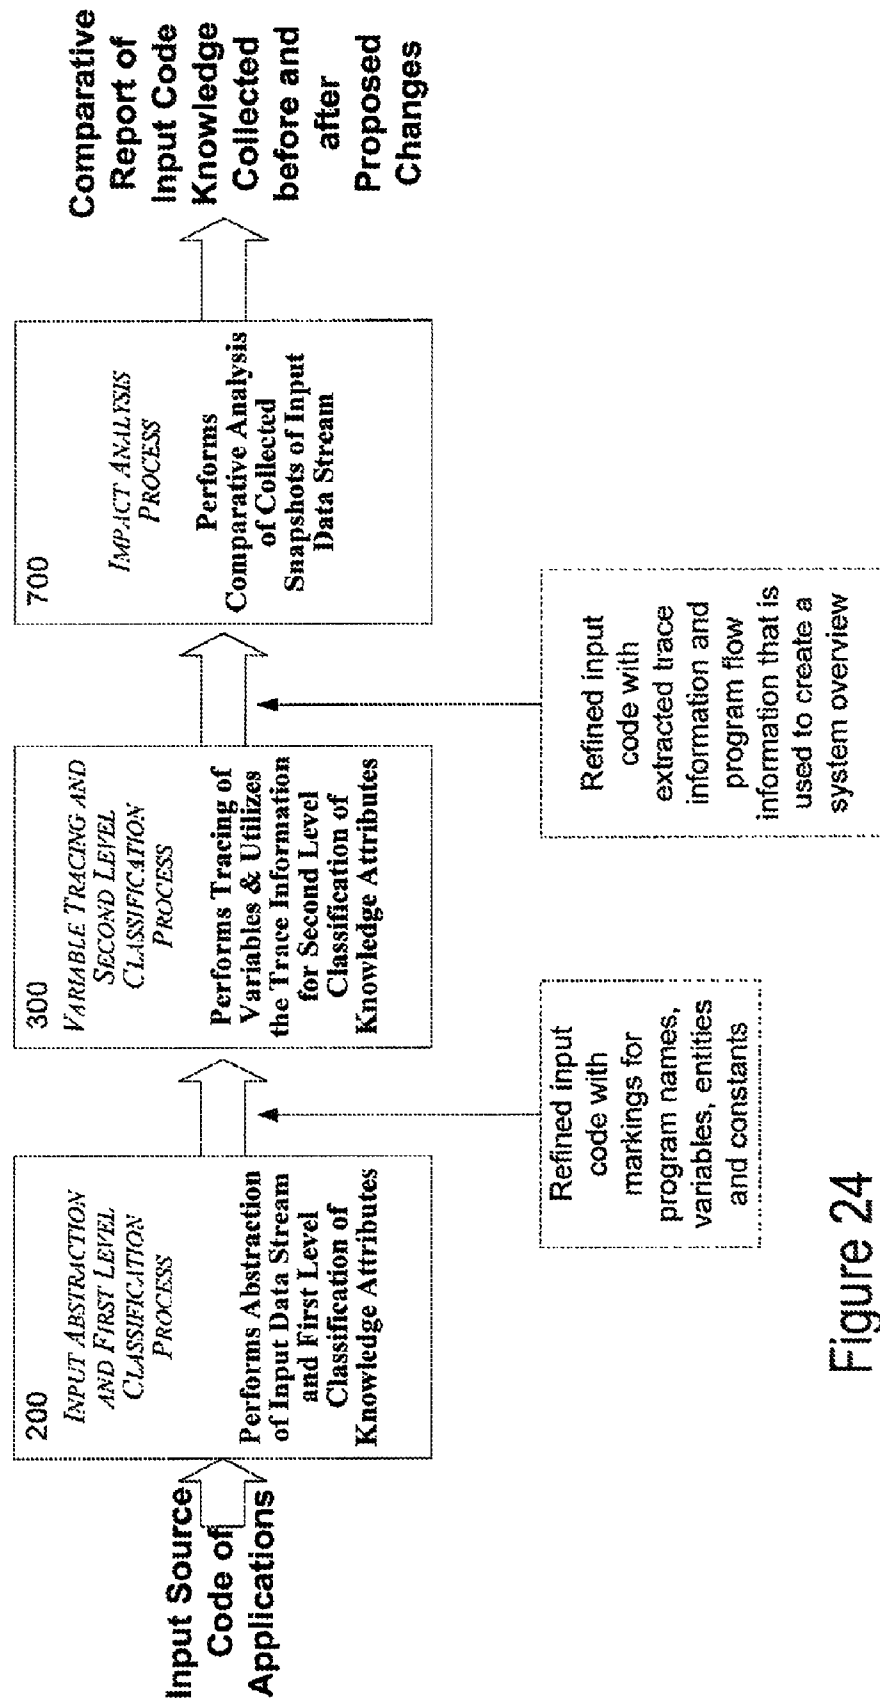 Input Source
Code of
Applications
200
INPUT ABSTRACTION
AND FIRST LEVEL
CLASSIFICATION
PROCESS
Performs Abstraction
of Input Data Stream
and First Level
Classification of
Knowledge Attributes
Refined input
code with
markings for
program names,
variables, entities
and constants
300
VARIABLE TRACING AND
SECOND LEVEL
CLASSIFICATION
PROCESS
Performs Tracing of
Variables & Utilizes
the Trace Information
for Second Level
Classification of
Knowledge Attributes
Refined input
code with
extracted trace
information and
program flow
information that is
used to create a
system overview
700
IMPACT ANALYSIS
PROCESS
Performs
Comparative Analysis
of Collected
Snapshots of Input
Data Stream
Comparative
Report of
Input Code
Knowledge
Collected
before and
after
Proposed
Changes
Figure 24